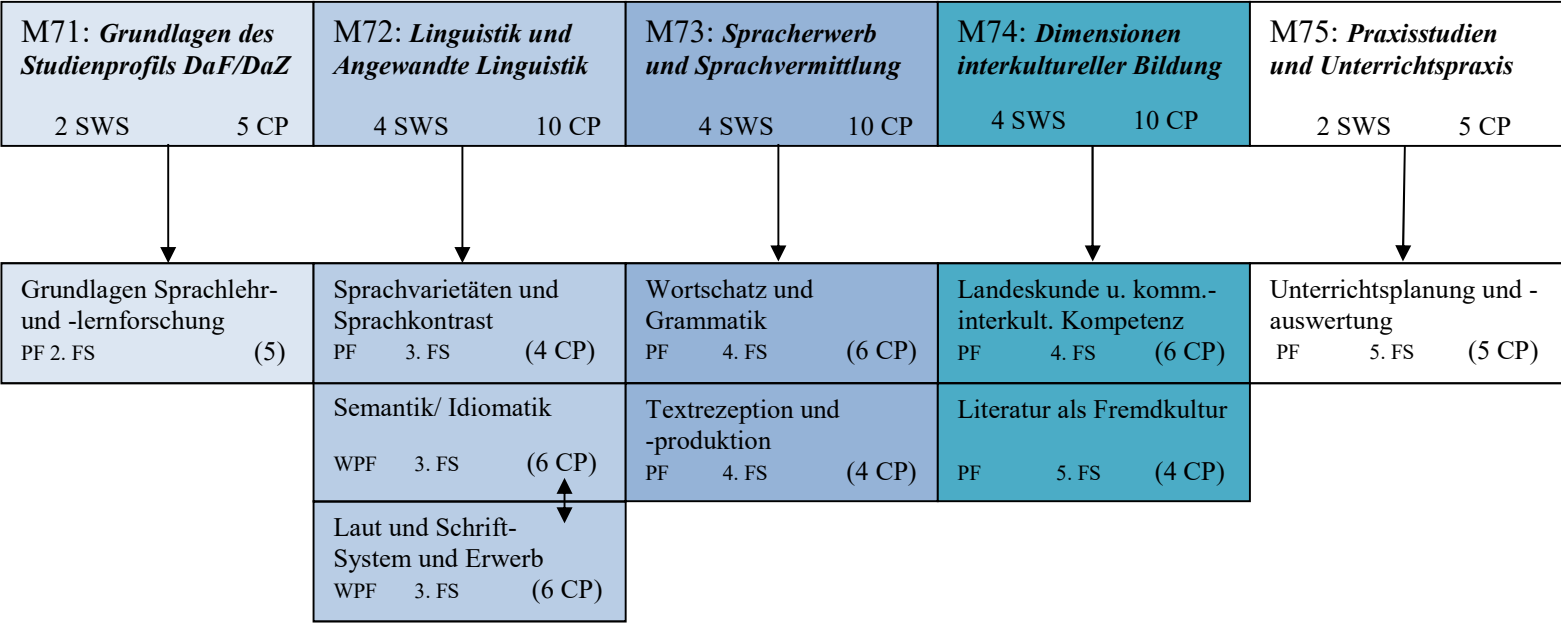 M71: Grundlagen des
Studienprofils DaF/DaZ
2 SWS 5 CP
M72: Linguistik und
Angewandte Linguistik
4 SWS 10 CP
M73: Spracherwerb
und Sprachvermittlung
4 SWS 10 CP
M74: Dimensionen
interkultureller Bildung
4 SWS 10 CP
M75: Praxisstudien
und Unterrichtspraxis
2 SWS 5 CP
Grundlagen Sprachlehr-
und -lernforschung
PF 2. FS (5)
Sprachvarietäten und
Sprachkontrast
PF 3. FS (4 CP)
Wortschatz und
Grammatik
PF 4. FS (6 CP)
Landeskunde u. komm.-
interkult. Kompetenz
PF 4. FS (6 CP)
Unterrichtsplanung und -
auswertung
PF 5. FS (5 CP)
Semantik/ Idiomatik
WPF 3. FS (6 CP)
Textrezeption und
-produktion
PF 4. FS (4 CP)
Literatur als Fremdkultur
PF 5. FS (4 CP)
Laut und Schrift-
System und Erwerb
WPF 3. FS (6 CP)